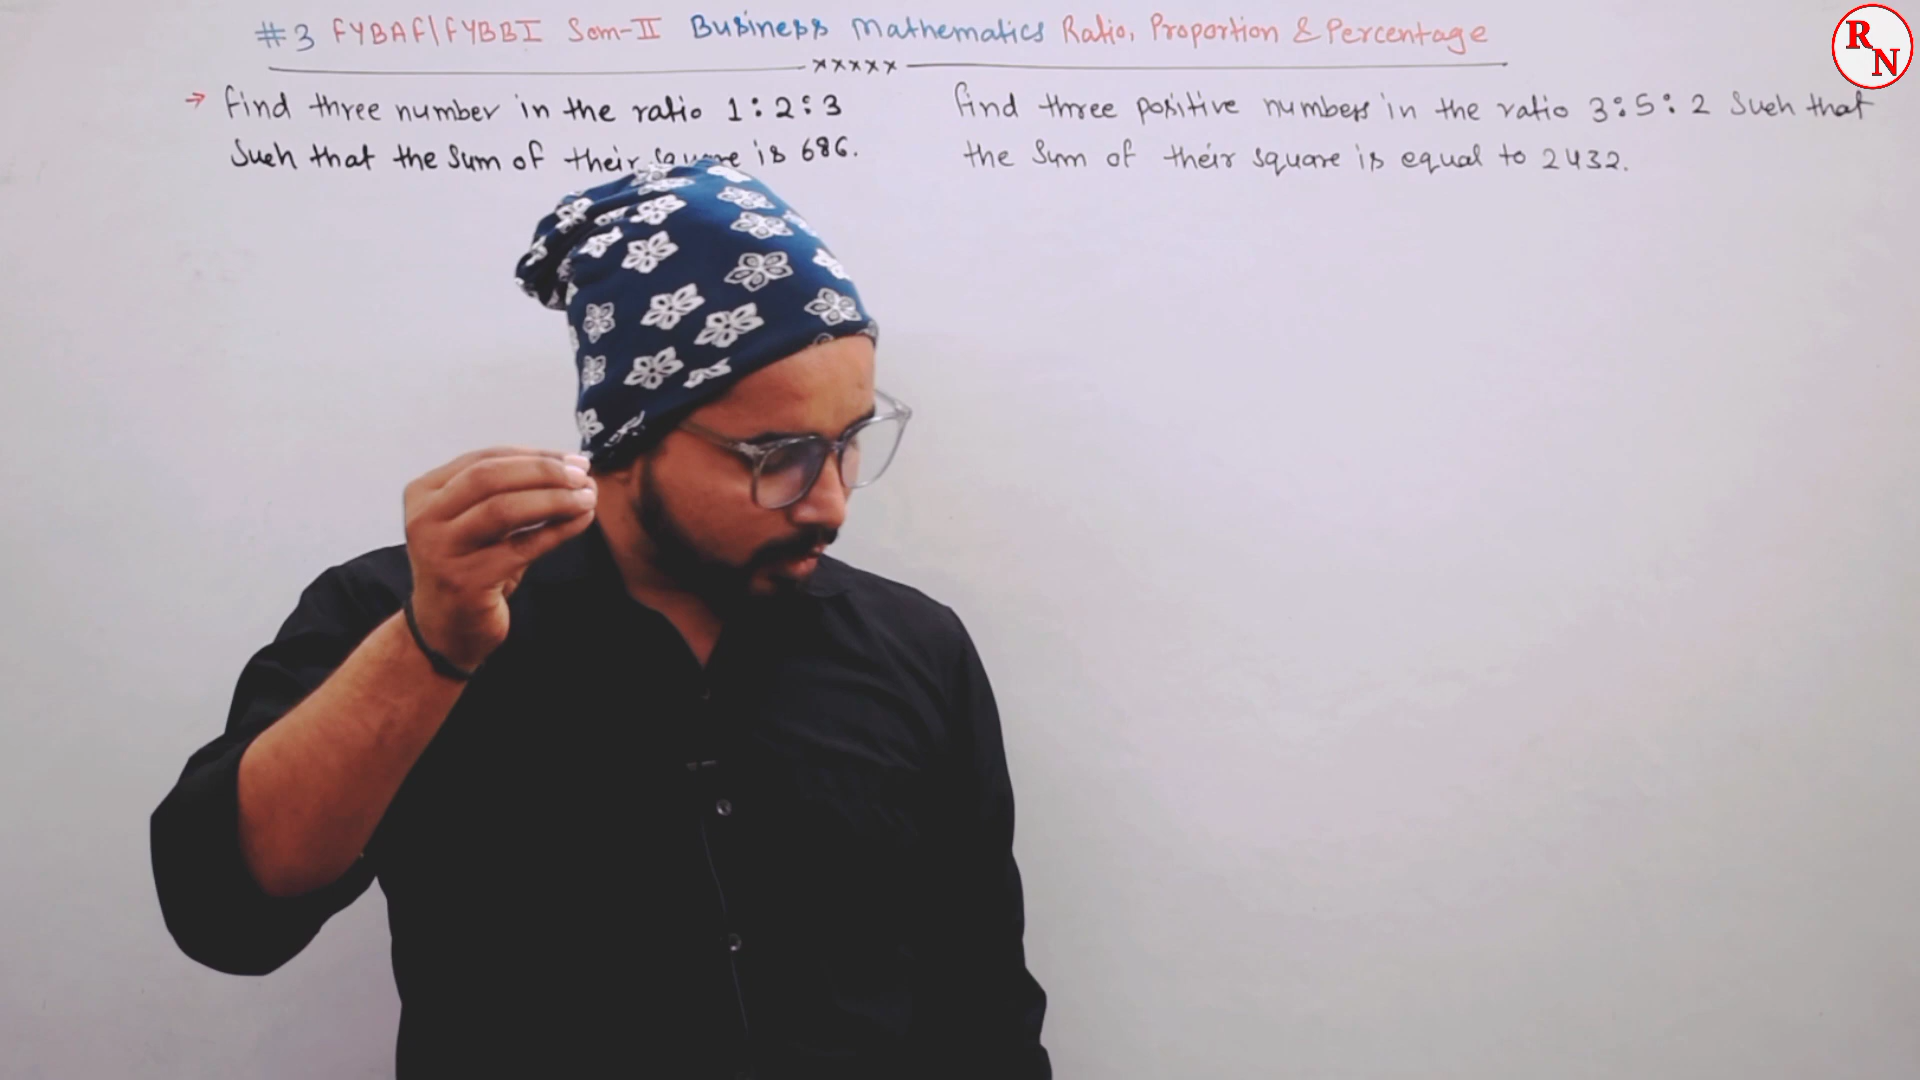 #3 FYBAF\FYBBI Sem-II Business Mathematics Ratio, Proportion & Percentage
xxxxx
→ Find three number in the ratio 1:2:3
Such that the Sum of their square is 686.
Find three positive numbers in the ratio 3:5:2 Such that
the Sum of their square is equal to 2432.
RN